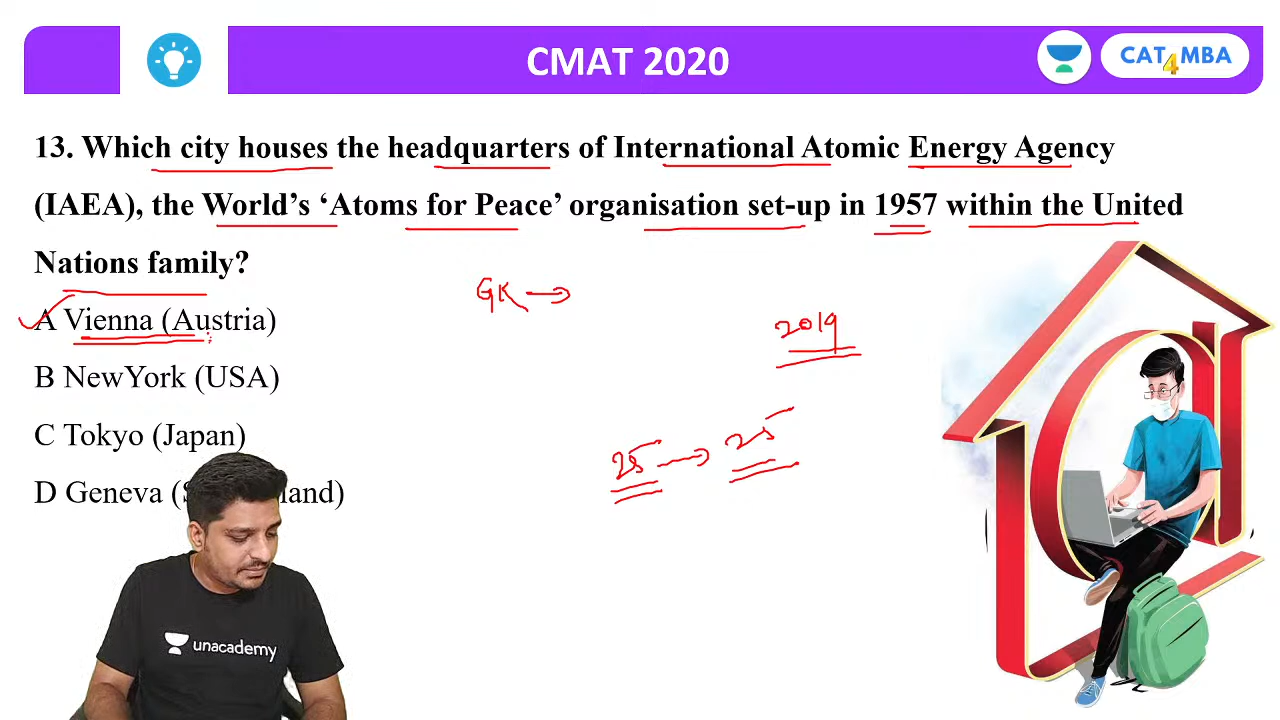 CMAT 2020
CAT4MBA
13. Which city houses the headquarters of International Atomic Energy Agency
(IAEA), the World's ‘Atoms for Peace’ organisation set-up in 1957 within the United
Nations family?
GK →
A Vienna (Austria)
2019
B NewYork (USA)
C Tokyo (Japan)
25 → 25
D Geneva (S land)
unacademy